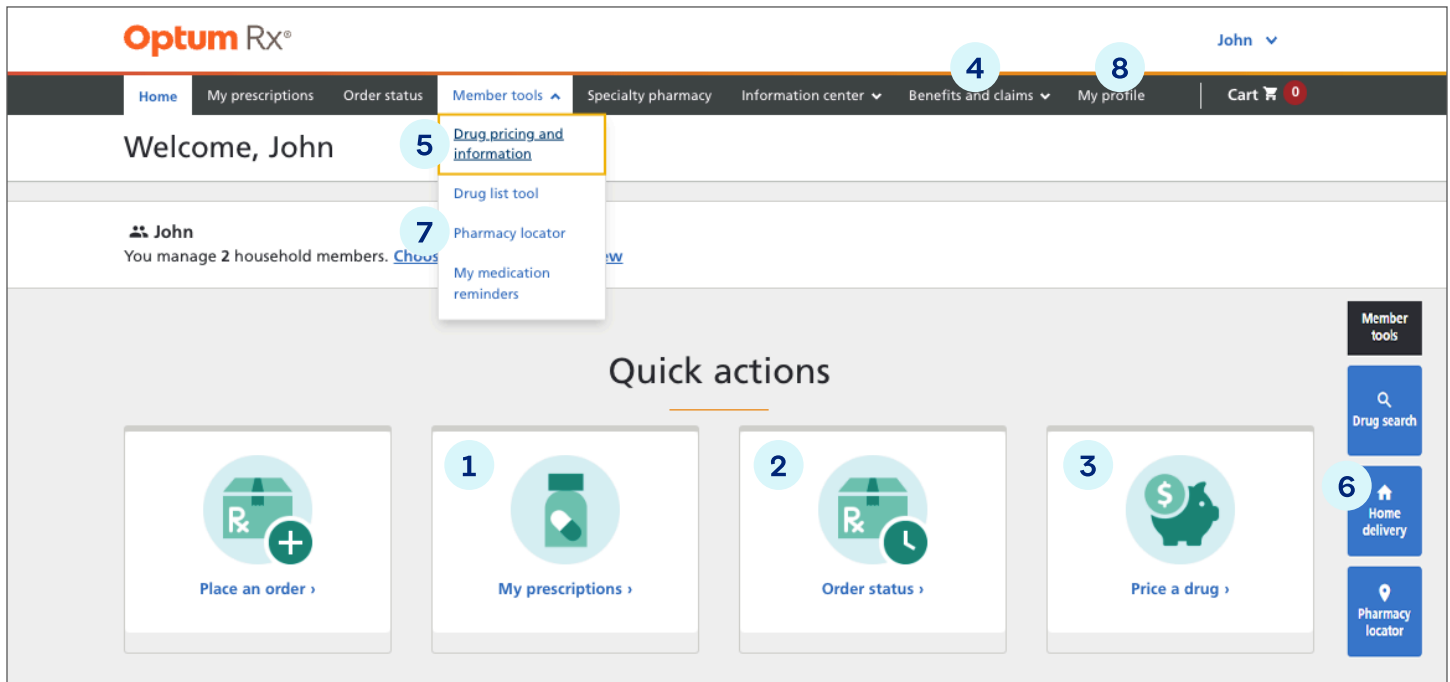 Optum Rx®
John
4
8
Home My prescriptions Order status Member tools Specialty pharmacy Information center Benefits and claims My profile Cart 0
Welcome, John
5
Drug pricing and
information
Drug list tool
John
7
Pharmacy locator
You manage 2 household members.
My medication
reminders
Member
tools
Quick actions
Drug search
1
2
3
6
Home
delivery
Rx
Rx
$
Place an order ›
My prescriptions ›
Order status ›
Price a drug ›
Pharmacy
locator